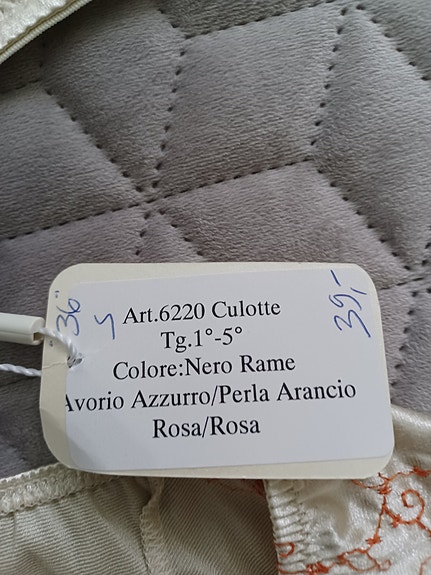 36"
39,-
Art.6220 Culotte
Tg.1°-5°
Colore:Nero Rame
Avorio Azzurro/Perla Arancio
Rosa/Rosa